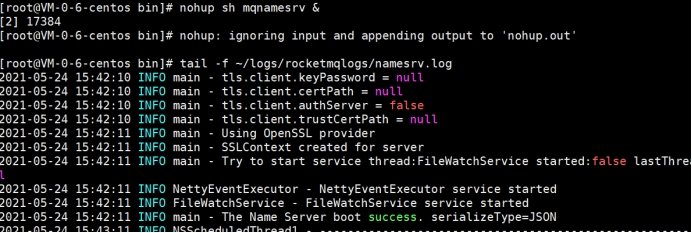 [root@VM-0-6-centos bin]# nohup sh mqnamesrv &
[2] 17384
[root@VM-0-6-centos bin]# nohup: ignoring input and appending output to 'nohup.out'
[root@VM-0-6-centos bin]# tail -f ~/logs/rocketmqlogs/namesrv.log
2021-05-24 15:42:10 INFO main - tls.client.keyPassword = null
2021-05-24 15:42:10 INFO main - tls.client.certPath = null
2021-05-24 15:42:10 INFO main - tls.client.authServer = false
2021-05-24 15:42:10 INFO main - tls.client.trustCertPath = null
2021-05-24 15:42:11 INFO main - Using OpenSSL provider
2021-05-24 15:42:11 INFO main - SSLContext created for server
2021-05-24 15:42:11 INFO main - Try to start service thread:FileWatchService started:false lastThrea
l
2021-05-24 15:42:11 INFO NettyEventExecutor - NettyEventExecutor service started
2021-05-24 15:42:11 INFO FileWatchService - FileWatchService service started
2021-05-24 15:42:11 INFO main - The Name Server boot success. serializeType=JSON
2021-05-24 15:43:11 INFO NSScheduledThread1 - --------------------------------------------------------